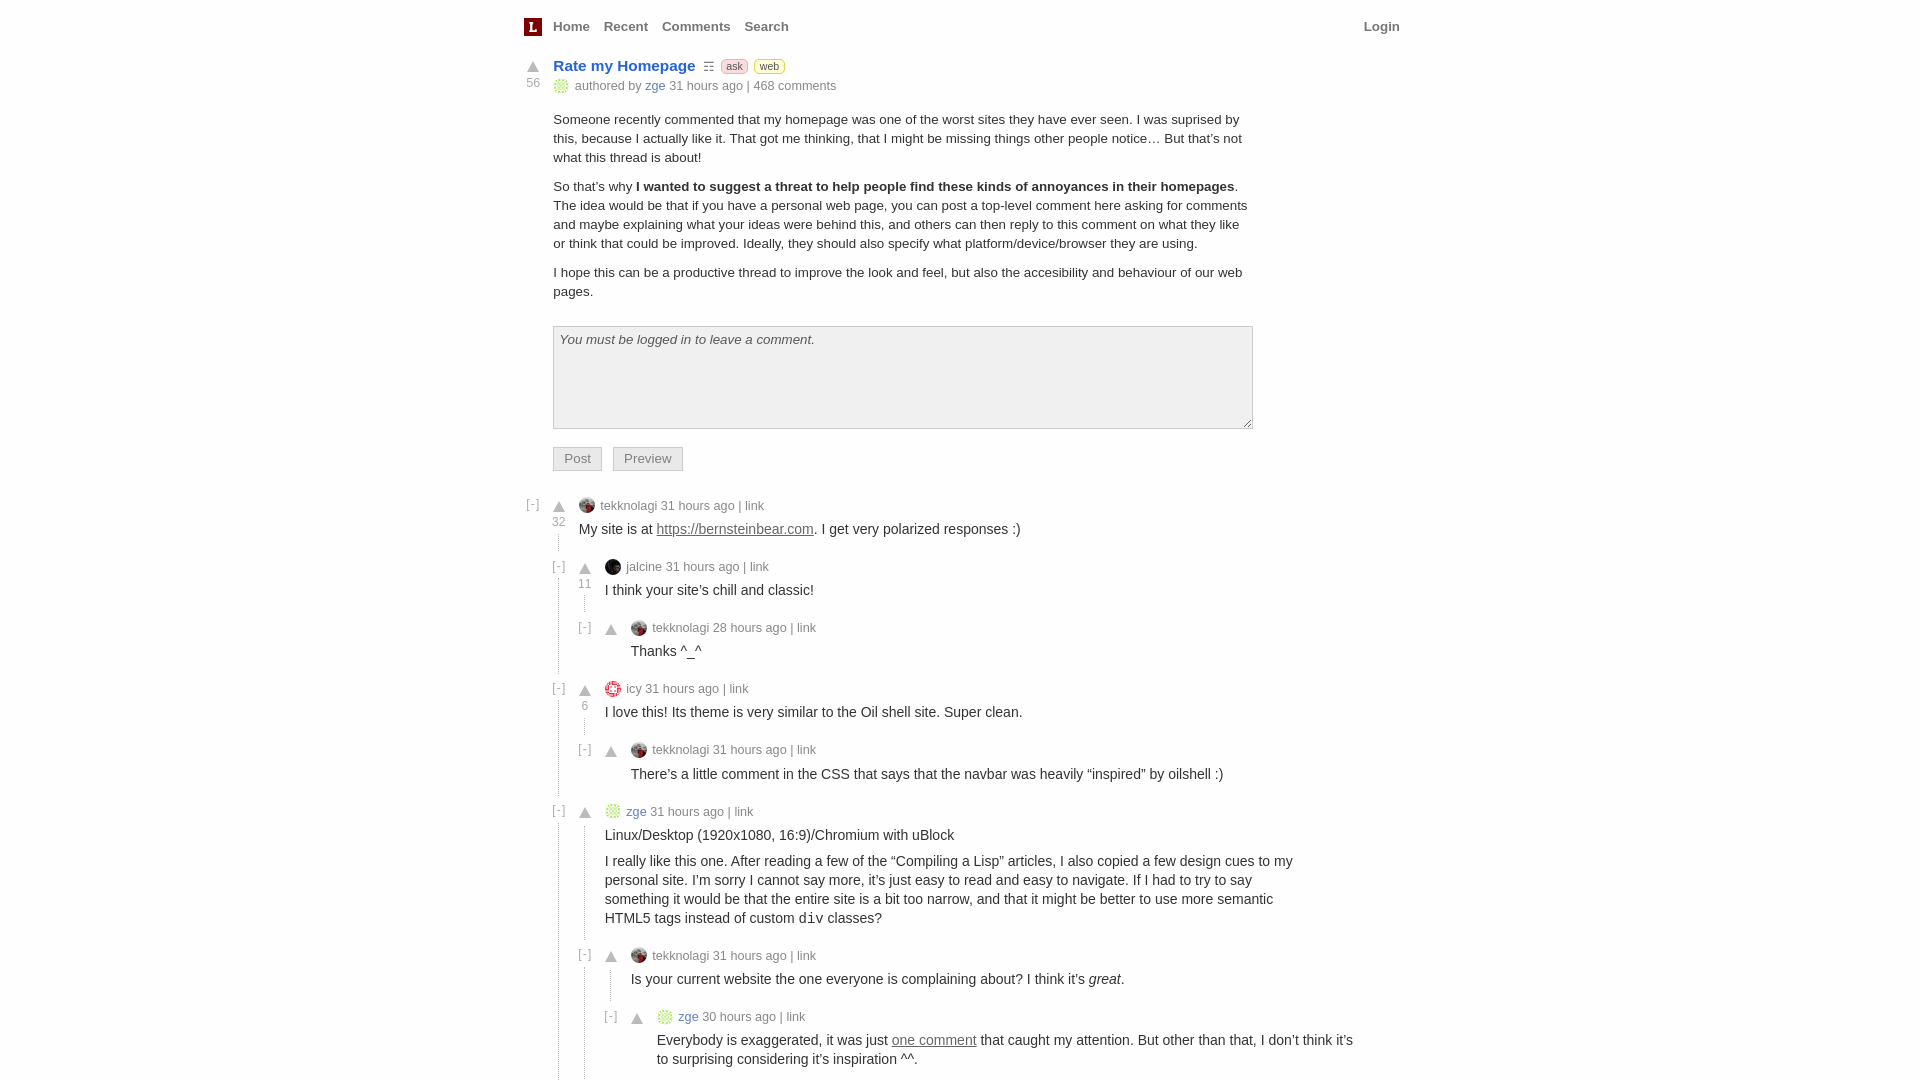 L Home Recent Comments Search Login
Rate my Homepage ☶ ask web
56
authored by zge 31 hours ago | 468 comments
Someone recently commented that my homepage was one of the worst sites they have ever seen. I was suprised by
this, because I actually like it. That got me thinking, that I might be missing things other people notice… But that’s not
what this thread is about!
So that’s why I wanted to suggest a threat to help people find these kinds of annoyances in their homepages.
The idea would be that if you have a personal web page, you can post a top-level comment here asking for comments
and maybe explaining what your ideas were behind this, and others can then reply to this comment on what they like
or think that could be improved. Ideally, they should also specify what platform/device/browser they are using.
I hope this can be a productive thread to improve the look and feel, but also the accesibility and behaviour of our web
pages.
You must be logged in to leave a comment.
Post Preview
[-] tekknolagi 31 hours ago | link
32
My site is at https://bernsteinbear.com. I get very polarized responses :)
[-] jalcine 31 hours ago | link
11
I think your site’s chill and classic!
[-] tekknolagi 28 hours ago | link
Thanks ^_^
[-] icy 31 hours ago | link
6
I love this! Its theme is very similar to the Oil shell site. Super clean.
[-] tekknolagi 31 hours ago | link
There’s a little comment in the CSS that says that the navbar was heavily “inspired” by oilshell :)
[-] zge 31 hours ago | link
Linux/Desktop (1920x1080, 16:9)/Chromium with uBlock
I really like this one. After reading a few of the “Compiling a Lisp” articles, I also copied a few design cues to my
personal site. I’m sorry I cannot say more, it’s just easy to read and easy to navigate. If I had to try to say
something it would be that the entire site is a bit too narrow, and that it might be better to use more semantic
HTML5 tags instead of custom div classes?
[-] tekknolagi 31 hours ago | link
Is your current website the one everyone is complaining about? I think it’s great.
[-] zge 30 hours ago | link
Everybody is exaggerated, it was just one comment that caught my attention. But other than that, I don’t think it’s
to surprising considering it’s inspiration ^^.